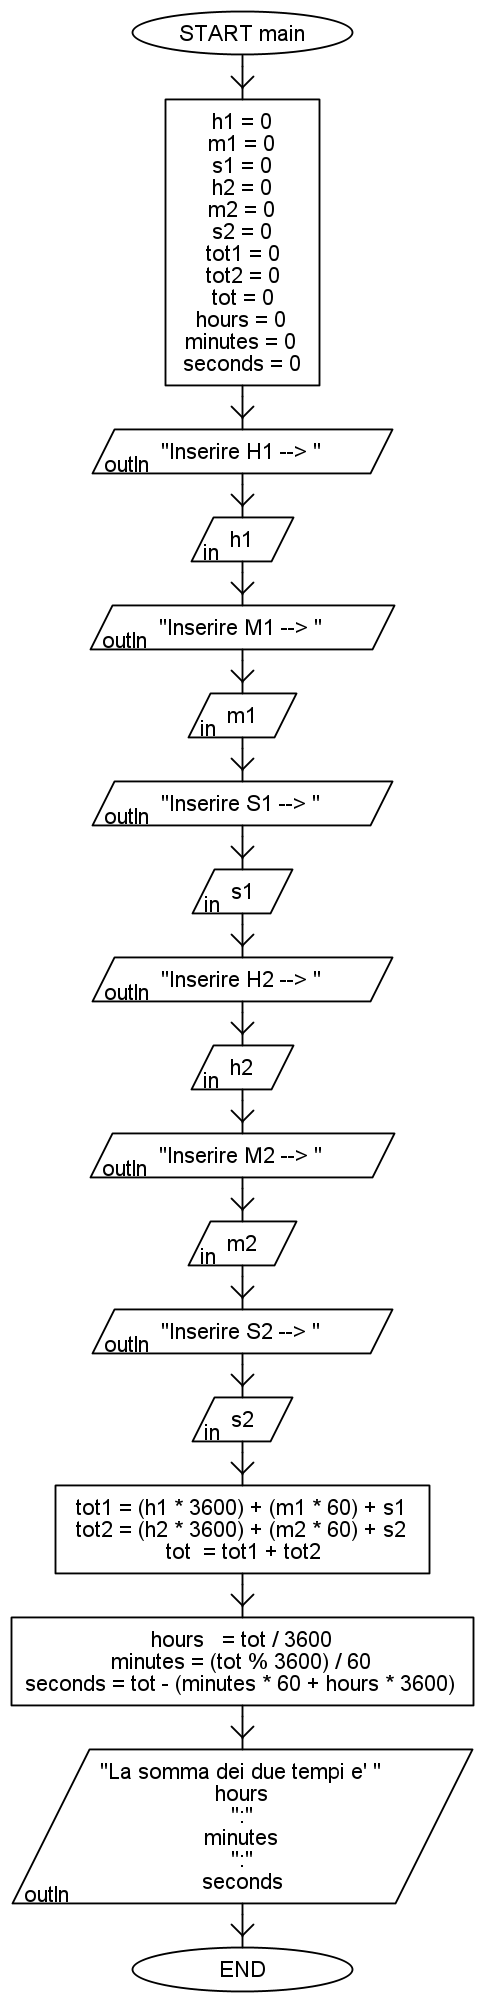 START main
h1 = 0
m1 = 0
s1 = 0
h2 = 0
m2 = 0
s2 = 0
tot1 = 0
tot2 = 0
tot = 0
hours = 0
minutes = 0
seconds = 0
"Inserire H1 --> "
outln
h1
in
"Inserire M1 --> "
outln
m1
in
"Inserire S1 --> "
outln
s1
in
"Inserire H2 --> "
outln
h2
in
"Inserire M2 --> "
outln
m2
in
"Inserire S2 --> "
outln
s2
in
tot1 = (h1 * 3600) + (m1 * 60) + s1
tot2 = (h2 * 3600) + (m2 * 60) + s2
tot  = tot1 + tot2
hours   = tot / 3600
minutes = (tot % 3600) / 60
seconds = tot - (minutes * 60 + hours * 3600)
"La somma dei due tempi e' "
hours
":"
minutes
":"
seconds
outln
END